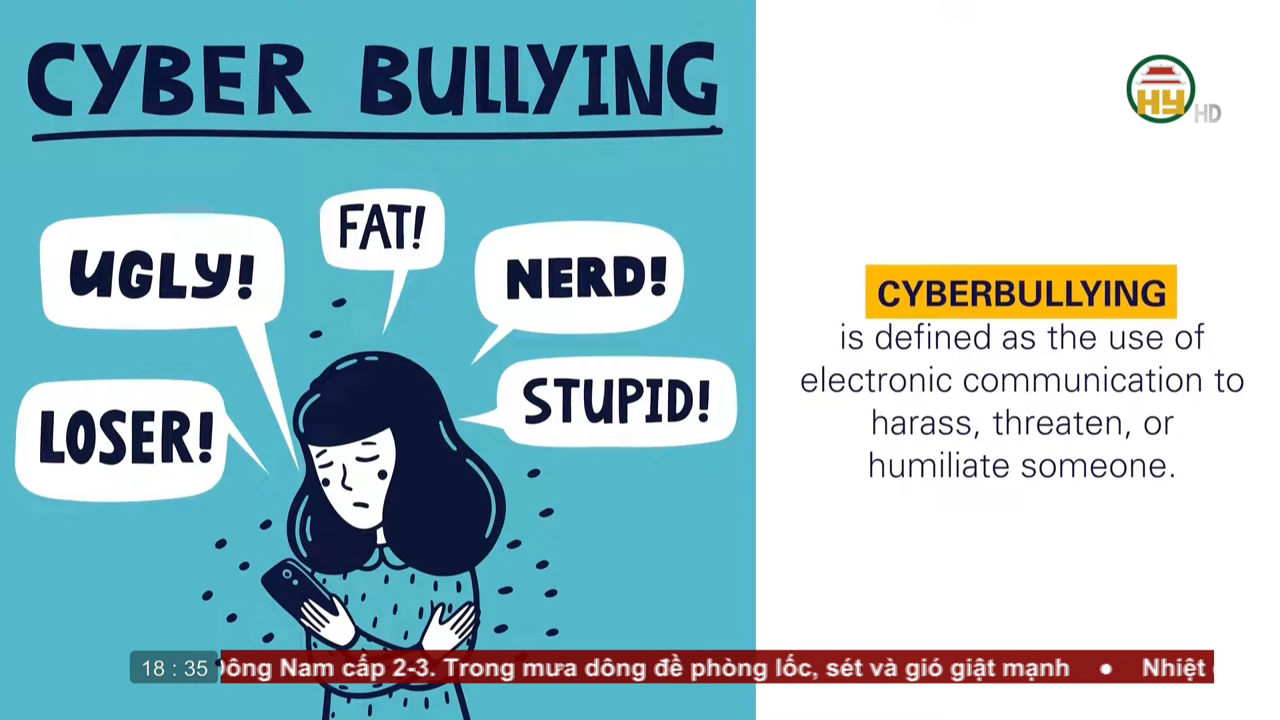 CYBER BULLYING
HY HD
FAT!
UGLY!
NERD!
STUPID!
LOSER!
CYBERBULLYING
is defined as the use of
electronic communication to
harass, threaten, or
humiliate someone.
18 : 35
Nam cấp 2-3. Trong mưa dông đề phòng lốc, sét và gió giật mạnh • Nhiệt